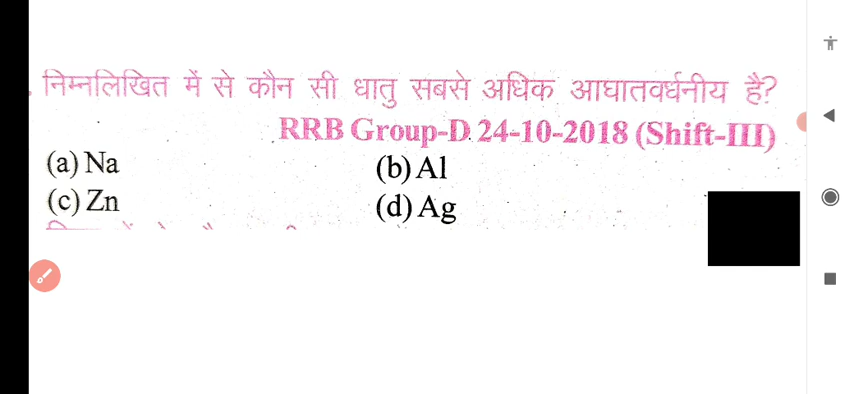 निम्नलिखित में से कौन सी धातु सबसे अधिक आघातवर्धनीय है?
RRB Group-D 24-10-2018 (Shift-III)
(a) Na
(b) Al
(c) Zn
(d) Ag